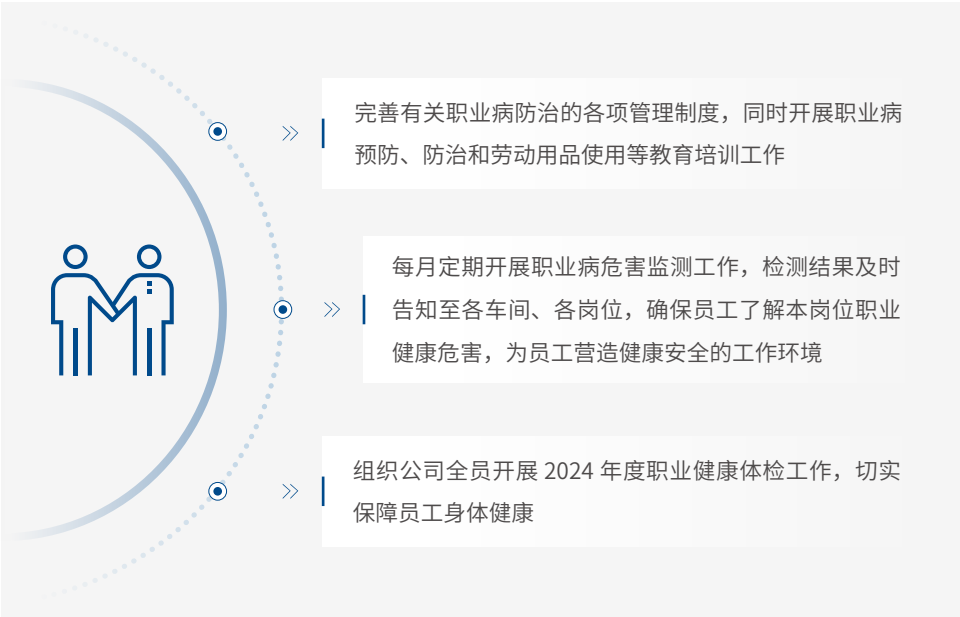 完善有关职业病防治的各项管理制度，同时开展职业病
预防、防治和劳动用品使用等教育培训工作
每月定期开展职业病危害监测工作，检测结果及时
告知至各车间、各岗位，确保员工了解本岗位职业
健康危害，为员工营造健康安全的工作环境
组织公司全员开展 2024 年度职业健康体检工作，切实
保障员工身体健康